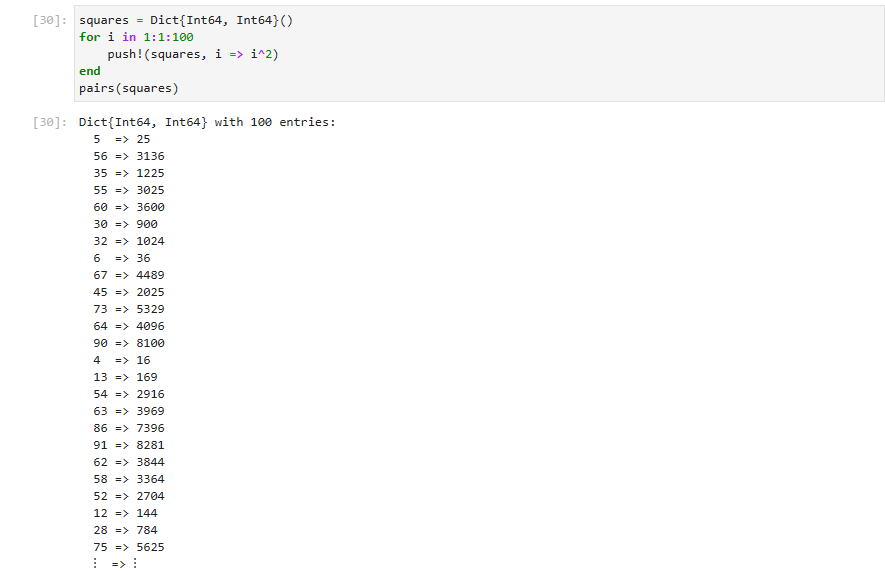 [30]: squares = Dict{Int64, Int64}()
for i in 1:1:100
    push!(squares, i => i^2)
end
pairs(squares)
[30]: Dict{Int64, Int64} with 100 entries:
  5  => 25
  56 => 3136
  35 => 1225
  55 => 3025
  60 => 3600
  30 => 900
  32 => 1024
  6  => 36
  67 => 4489
  45 => 2025
  73 => 5329
  64 => 4096
  90 => 8100
  4  => 16
  13 => 169
  54 => 2916
  63 => 3969
  86 => 7396
  91 => 8281
  62 => 3844
  58 => 3364
  52 => 2704
  12 => 144
  28 => 784
  75 => 5625
  ⋮  => ⋮